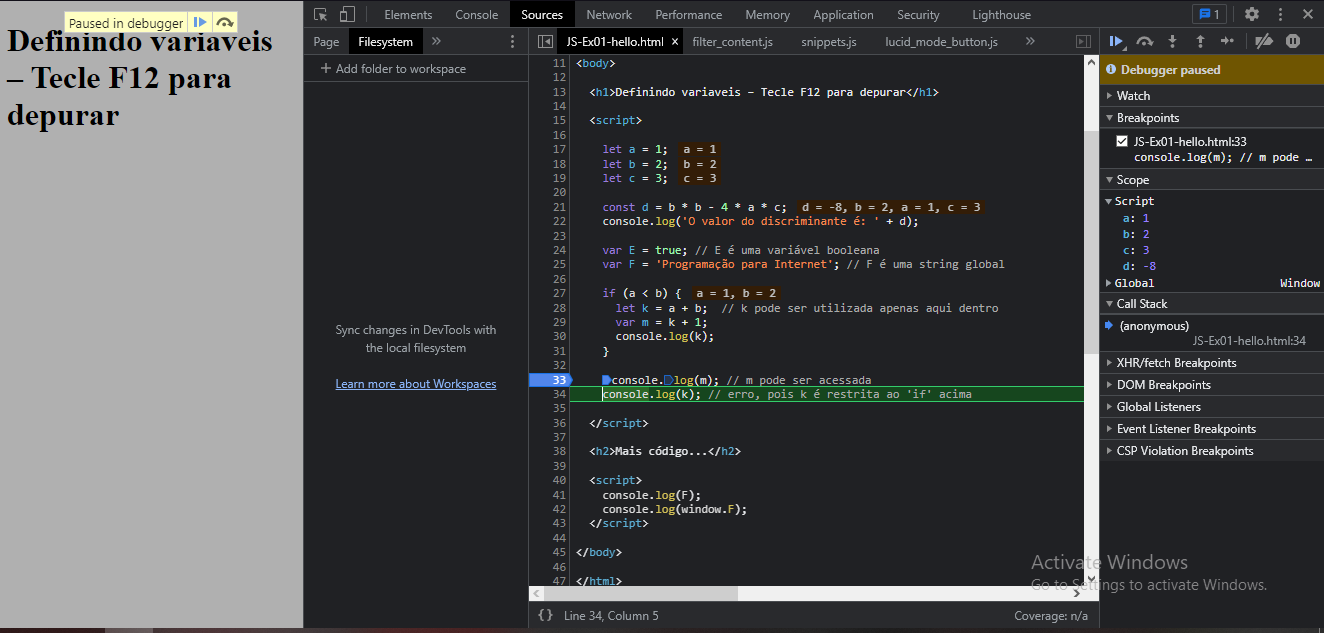 Paused in debugger
Definindo variaveis
– Tecle F12 para
depurar
Elements Console Sources Network Performance Memory Application Security Lighthouse 1
Page Filesystem
+ Add folder to workspace
Sync changes in DevTools with
the local filesystem
Learn more about Workspaces
JS-Ex01-hello.html × filter_content.js snippets.js lucid_mode_button.js
11 <body>
12
13 <h1>Definindo variaveis – Tecle F12 para depurar</h1>
14
15 <script>
16
17 let a = 1; a = 1
18 let b = 2; b = 2
19 let c = 3; c = 3
20
21 const d = b * b - 4 * a * c; d = -8, b = 2, a = 1, c = 3
22 console.log('O valor do discriminante é: ' + d);
23
24 var E = true; // E é uma variável booleana
25 var F = 'Programação para Internet'; // F é uma string global
26
27 if (a < b) { a = 1, b = 2
28 let k = a + b; // k pode ser utilizada apenas aqui dentro
29 var m = k + 1;
30 console.log(k);
31 }
32
33 console.log(m); // m pode ser acessada
34 console.log(k); // erro, pois k é restrita ao 'if' acima
35
36 </script>
37
38 <h2>Mais código...</h2>
39
40 <script>
41 console.log(F);
42 console.log(window.F);
43 </script>
44
45 </body>
46
47 </html>
{} Line 34, Column 5 Coverage: n/a
Debugger paused
Watch
Breakpoints
JS-Ex01-hello.html:33
console.log(m); // m pode …
Scope
Script
a: 1
b: 2
c: 3
d: -8
Global Window
Call Stack
(anonymous)
JS-Ex01-hello.html:34
XHR/fetch Breakpoints
DOM Breakpoints
Global Listeners
Event Listener Breakpoints
CSP Violation Breakpoints
Activate Windows
Go to Settings to activate Windows.